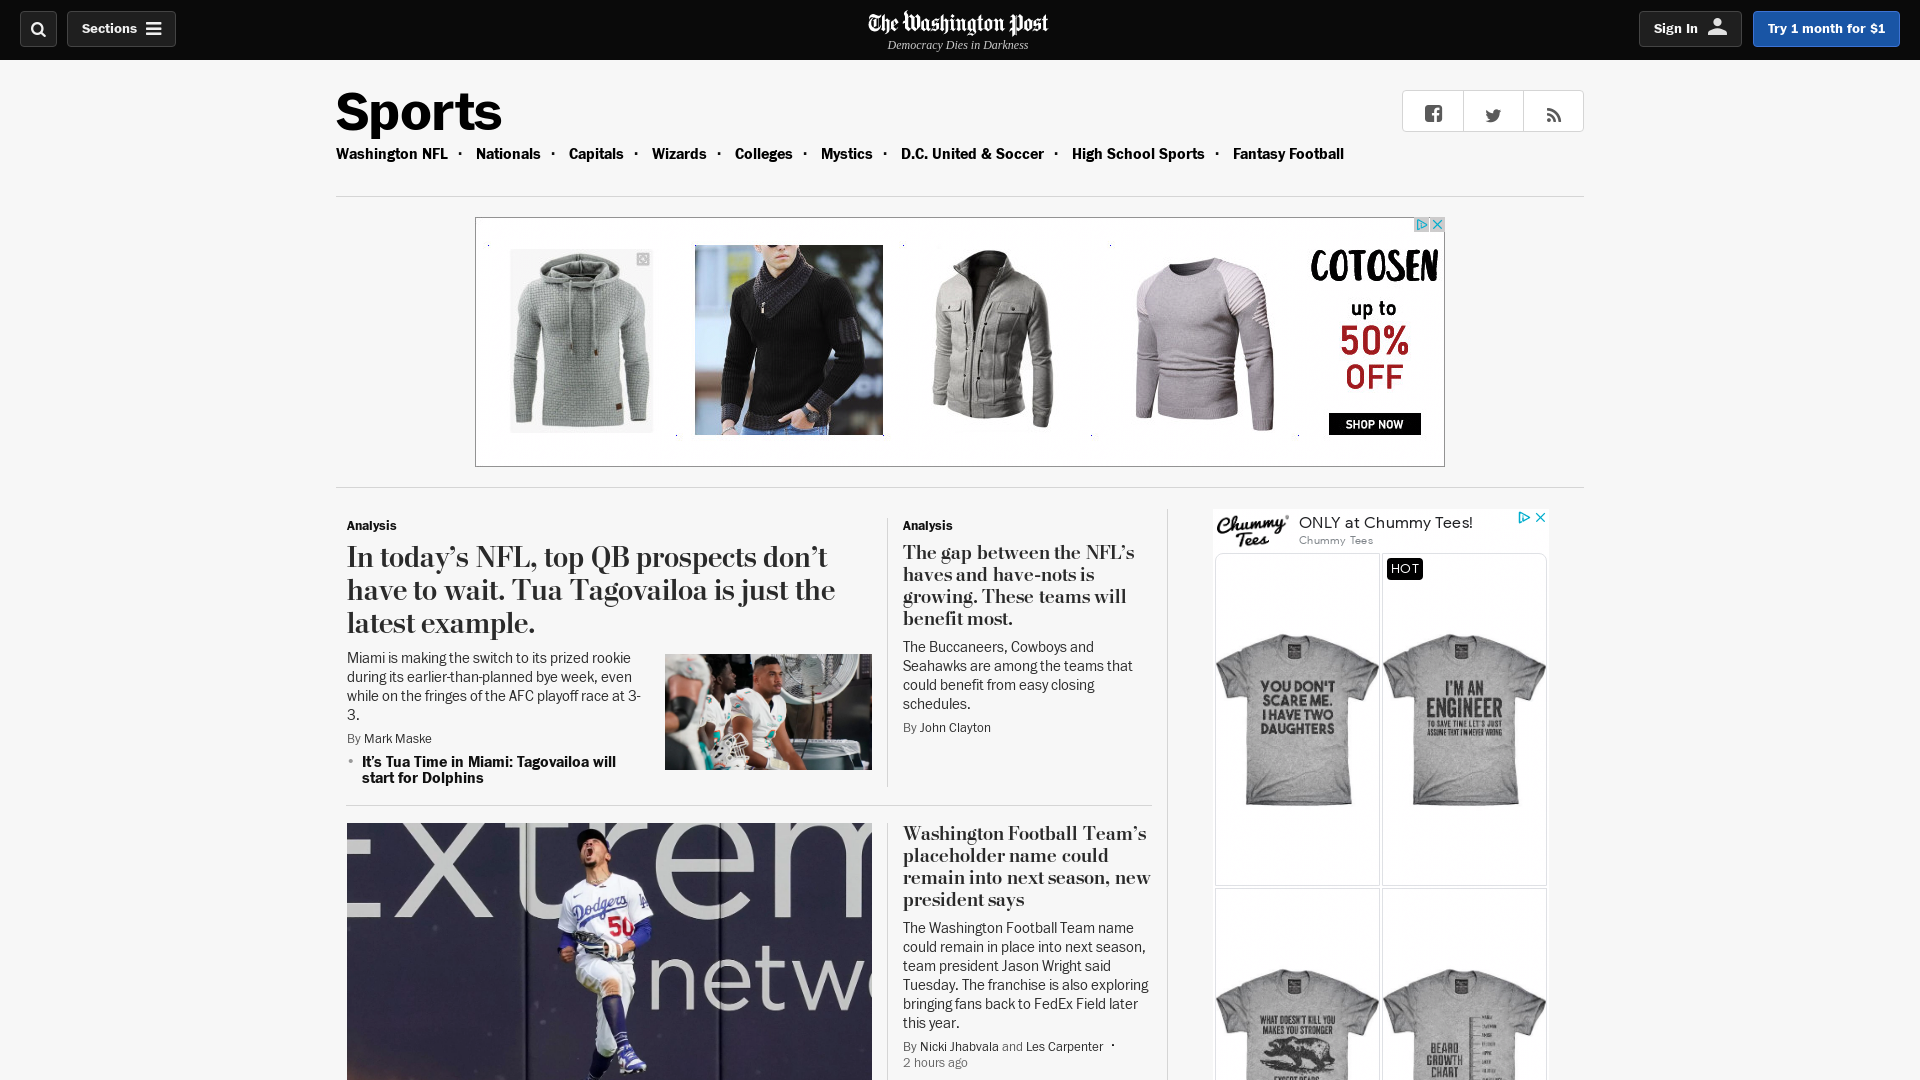 Sections
The Washington Post
Democracy Dies in Darkness
Sign In
Try 1 month for $1
Sports
Washington NFL · Nationals · Capitals · Wizards · Colleges · Mystics · D.C. United & Soccer · High School Sports · Fantasy Football
COTOSEN
up to
50%
OFF
SHOP NOW
Analysis
In today’s NFL, top QB prospects don’t
have to wait. Tua Tagovailoa is just the
latest example.
Miami is making the switch to its prized rookie
during its earlier-than-planned bye week, even
while on the fringes of the AFC playoff race at 3-
3.
By Mark Maske
• It’s Tua Time in Miami: Tagovailoa will
start for Dolphins
Analysis
The gap between the NFL’s
haves and have-nots is
growing. These teams will
benefit most.
The Buccaneers, Cowboys and
Seahawks are among the teams that
could benefit from easy closing
schedules.
By John Clayton
Extrem
netwo
Dodgers
50
Washington Football Team’s
placeholder name could
remain into next season, new
president says
The Washington Football Team name
could remain in place into next season,
team president Jason Wright said
Tuesday. The franchise is also exploring
bringing fans back to FedEx Field later
this year.
By Nicki Jhabvala and Les Carpenter ·
2 hours ago
Chummy Tees
ONLY at Chummy Tees!
Chummy Tees
HOT
YOU DON'T
SCARE ME.
I HAVE TWO
DAUGHTERS
I'M AN
ENGINEER
TO SAVE TIME LET'S JUST
ASSUME THAT I'M NEVER WRONG
WHAT DOESN'T KILL YOU
MAKES YOU STRONGER
EXCEPT BEARS
BEARD
GROWTH
CHART